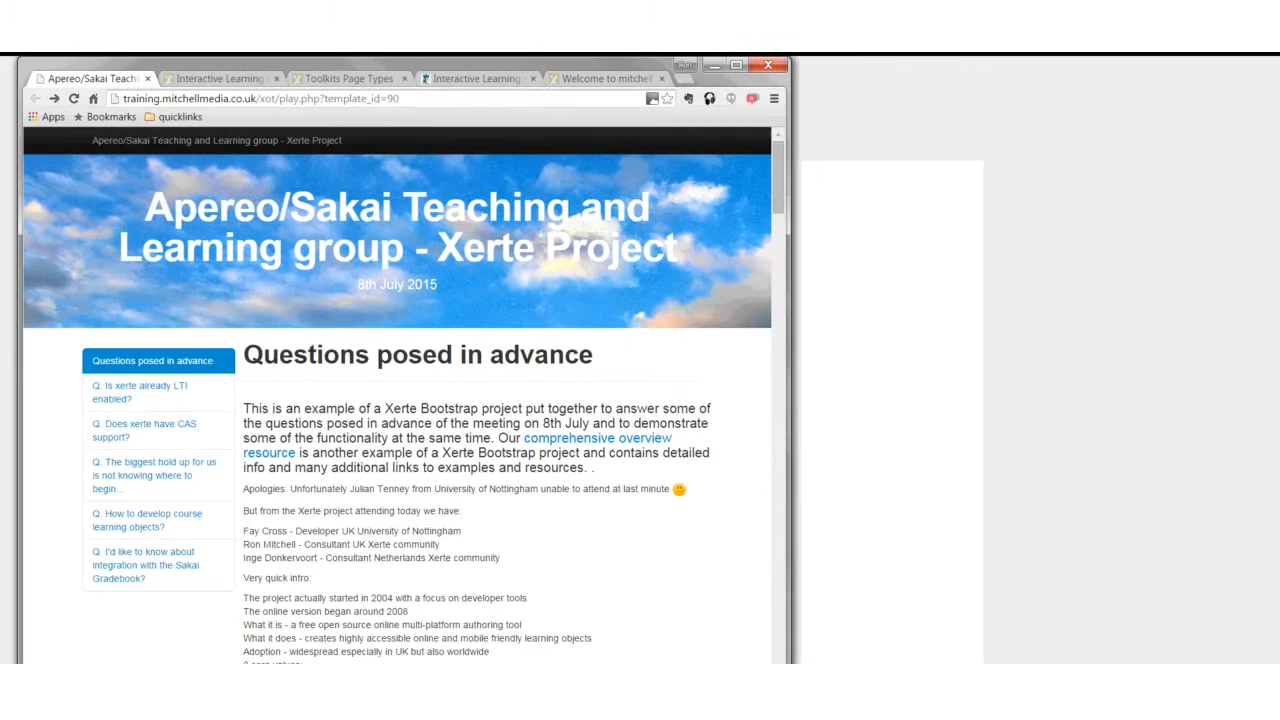 Ron
Apereo/Sakai Teachi
Interactive Learning
Toolkits Page Types
Interactive Learning
Welcome to mitchell
training.mitchellmedia.co.uk/xot/play.php?template_id=90
Apps
Bookmarks
quicklinks
Apereo/Sakai Teaching and Learning group - Xerte Project
Apereo/Sakai Teaching and
Learning group - Xerte Project
8th July 2015
Questions posed in advance
Q. Is xerte already LTI
enabled?
Q. Does xerte have CAS
support?
Q. The biggest hold up for us
is not knowing where to
begin...
Q. How to develop course
learning objects?
Q. I'd like to know about
integration with the Sakai
Gradebook?
Questions posed in advance
This is an example of a Xerte Bootstrap project put together to answer some of
the questions posed in advance of the meeting on 8th July and to demonstrate
some of the functionality at the same time. Our comprehensive overview
resource is another example of a Xerte Bootstrap project and contains detailed
info and many additional links to examples and resources. .
Apologies: Unfortunately Julian Tenney from University of Nottingham unable to attend at last minute
But from the Xerte project attending today we have:
Fay Cross - Developer UK University of Nottingham
Ron Mitchell - Consultant UK Xerte community
Inge Donkervoort - Consultant Netherlands Xerte community
Very quick intro:
The project actually started in 2004 with a focus on developer tools
The online version began around 2008
What it is - a free open source online multi-platform authoring tool
What it does - creates highly accessible online and mobile friendly learning objects
Adoption - widespread especially in UK but also worldwide